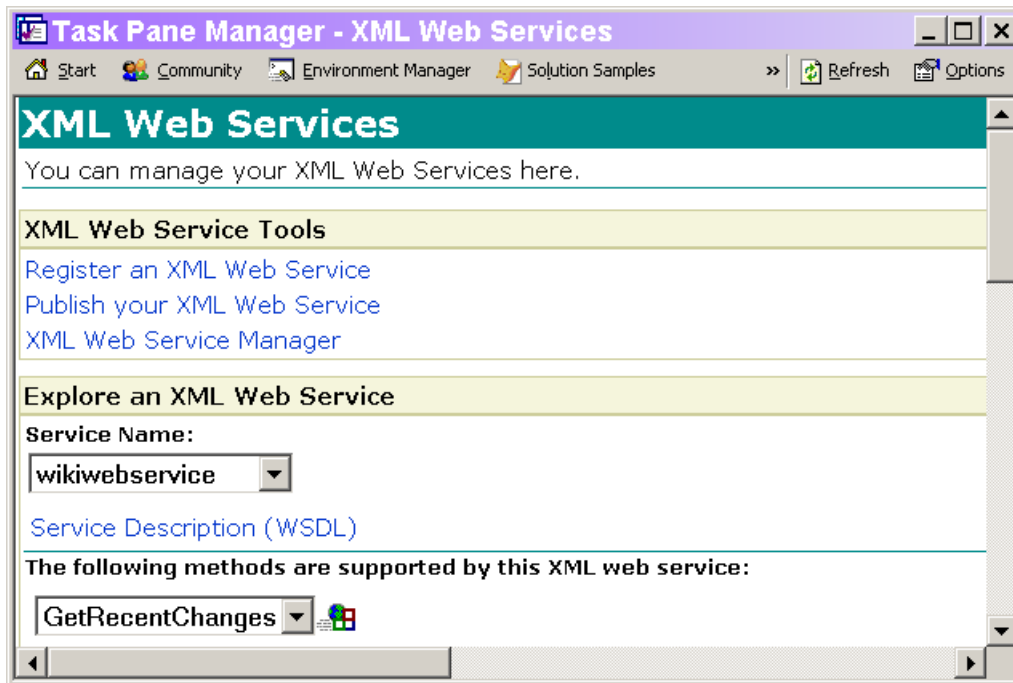 Task Pane Manager - XML Web Services
Start Community Environment Manager Solution Samples » Refresh Options
XML Web Services
You can manage your XML Web Services here.
XML Web Service Tools
Register an XML Web Service
Publish your XML Web Service
XML Web Service Manager
Explore an XML Web Service
Service Name:
wikiwebservice
Service Description (WSDL)
The following methods are supported by this XML web service:
GetRecentChanges